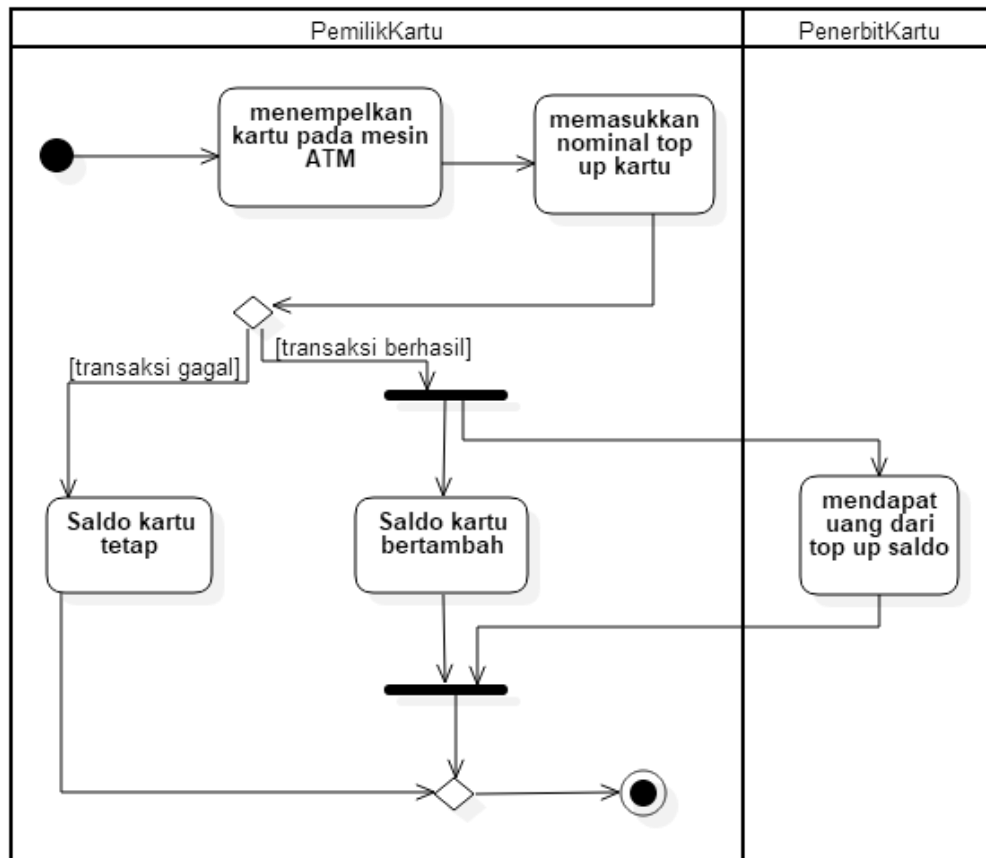 PemilikKartu
PenerbitKartu
menempelkan
kartu pada mesin
ATM
memasukkan
nominal top
up kartu
[transaksi berhasil]
[transaksi gagal]
Saldo kartu
tetap
Saldo kartu
bertambah
mendapat
uang dari
top up saldo